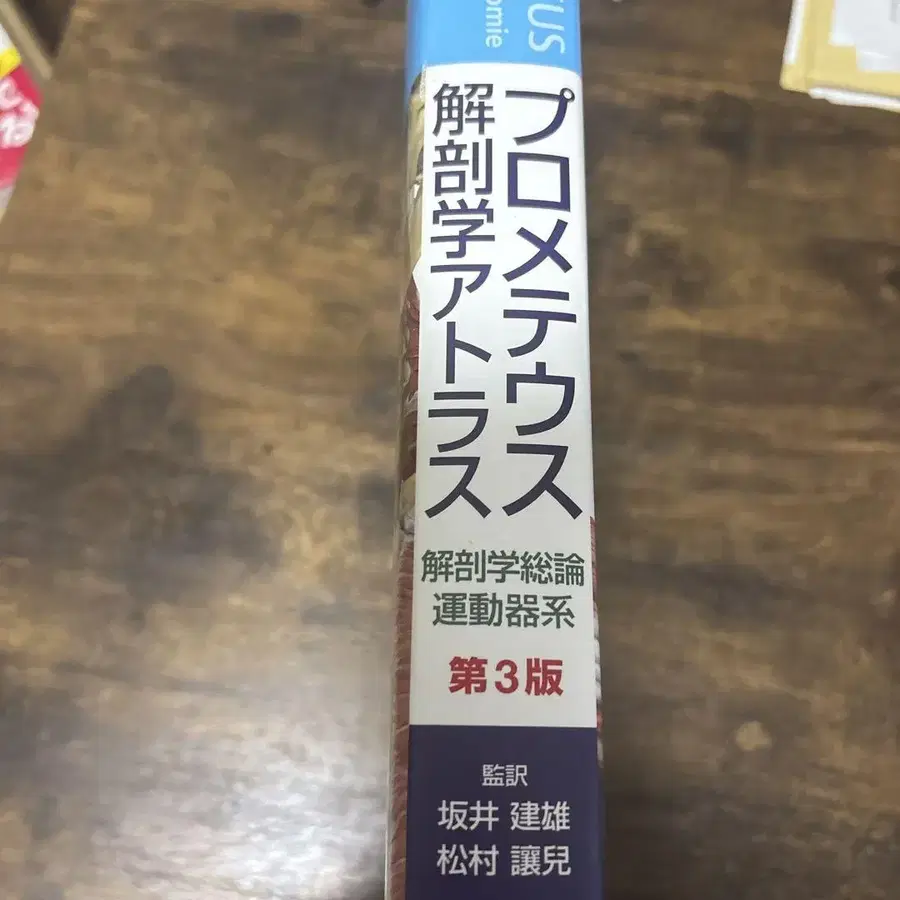 プロメテウス
解剖学アトラス
解剖学総論
運動器系
第3版
監訳
坂井 建雄
松村 讓兒